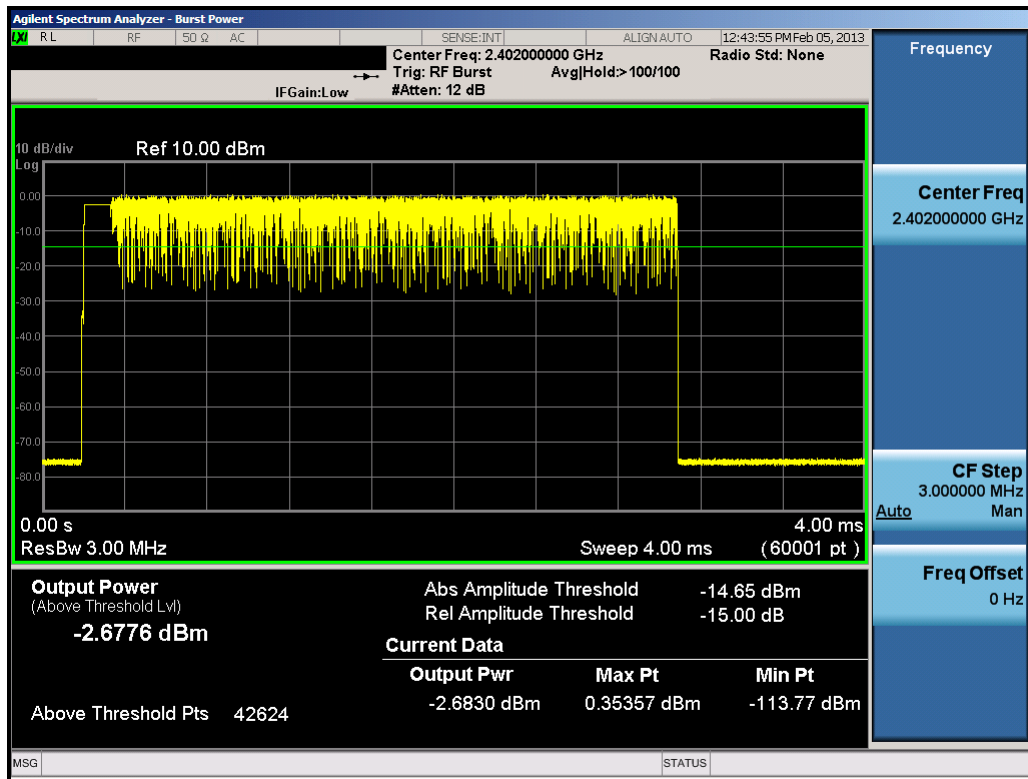 Agilent Spectrum Analyzer - Burst Power
LXI RL RF 50 Ω AC SENSE:INT ALIGN AUTO 12:43:55 PM Feb 05, 2013
Center Freq: 2.402000000 GHz Radio Std: None
Trig: RF Burst Avg|Hold:> 100/100
IFGain:Low #Atten: 12 dB
10 dB/div Ref 10.00 dBm
Log
0.00
-10.0
-20.0
-30.0
-40.0
-50.0
-60.0
-70.0
-80.0
0.00 s 4.00 ms
ResBw 3.00 MHz Sweep 4.00 ms (60001 pt)
Output Power
(Above Threshold Lvl)
-2.6776 dBm
Above Threshold Pts 42624
Abs Amplitude Threshold -14.65 dBm
Rel Amplitude Threshold -15.00 dB
Current Data
Output Pwr Max Pt Min Pt
-2.6830 dBm 0.35357 dBm -113.77 dBm
Frequency
Center Freq
2.402000000 GHz
CF Step
3.000000 MHz
Auto Man
Freq Offset
0 Hz
MSG STATUS